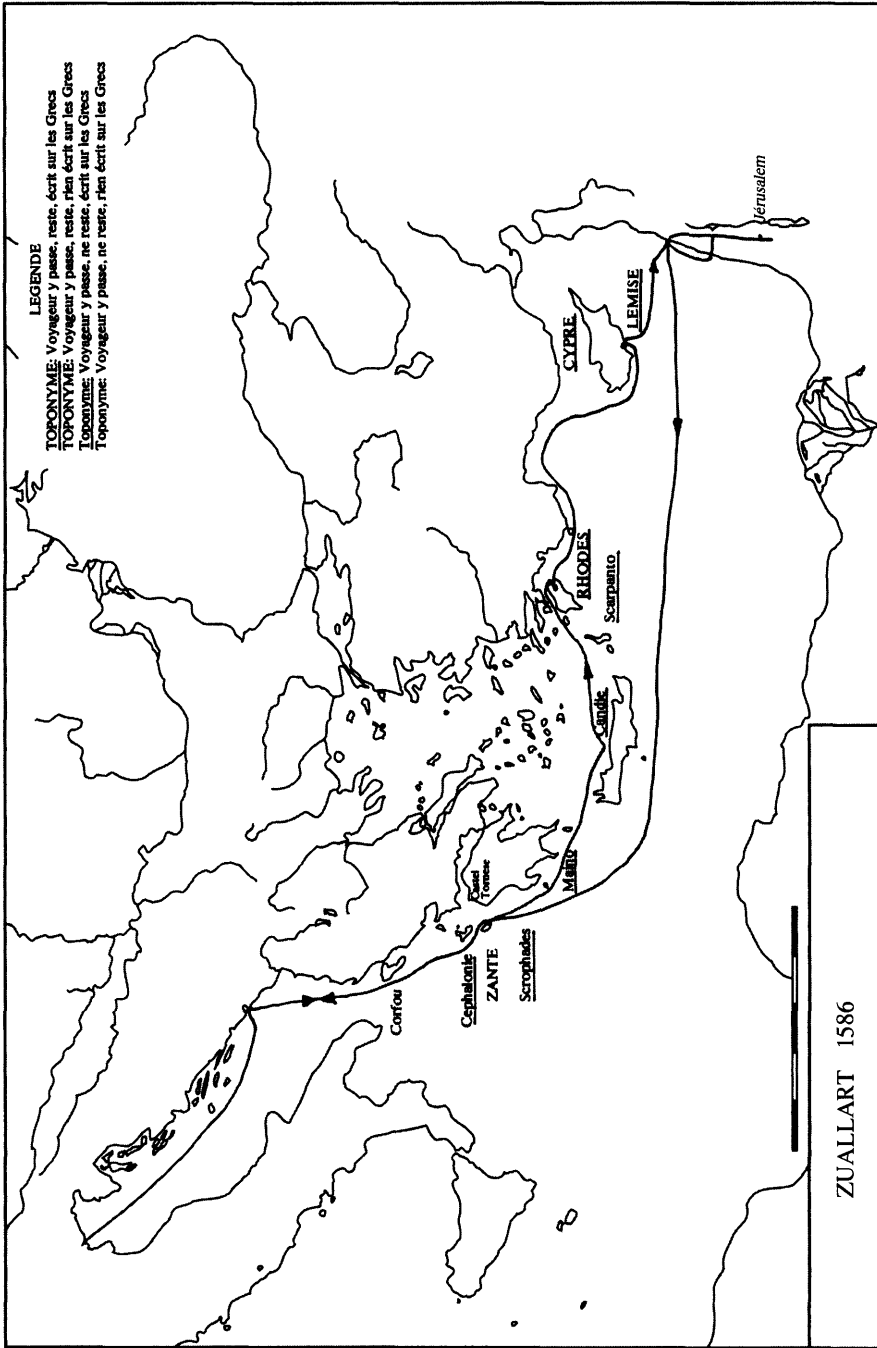 LEGENDE
TOPONYME: Voyageur y passe, reste, écrit sur les Grecs
TOPONYME: Voyageur y passe, reste, rien écrit sur les Grecs
Toponyme: Voyageur y passe, ne reste, écrit sur les Grecs
Toponyme: Voyageur y passe, ne reste, rien écrit sur les Grecs
Corfou
Cephalonie
ZANTE
Scrophades
Castel
Tornese
Maino
Candie
Scarpanto
RHODES
CYPRE
LEMISE
Jérusalem
ZUALLART 1586